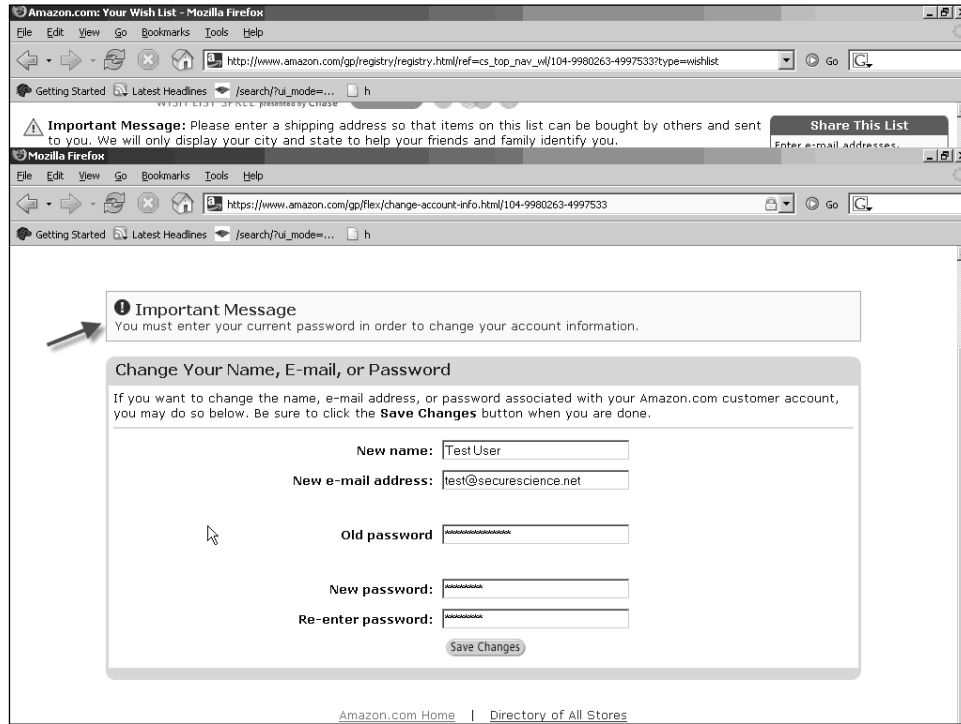 Amazon.com: Your Wish List - Mozilla Firefox
File Edit View Go Bookmarks Tools Help
http://www.amazon.com/gp/registry/registry.html/ref=cs_top_nav_wl/104-9980263-4997533?type=wishlist
Go
Getting Started Latest Headlines /search/?ui_mode=... h
WISH LIST SPREE presented by Chase
Important Message: Please enter a shipping address so that items on this list can be bought by others and sent
to you. We will only display your city and state to help your friends and family identify you.
Share This List
Enter e-mail addresses,
Mozilla Firefox
File Edit View Go Bookmarks Tools Help
https://www.amazon.com/gp/flex/change-account-info.html/104-9980263-4997533
Go
Getting Started Latest Headlines /search/?ui_mode=... h
Important Message
You must enter your current password in order to change your account information.
Change Your Name, E-mail, or Password
If you want to change the name, e-mail address, or password associated with your Amazon.com customer account,
you may do so below. Be sure to click the Save Changes button when you are done.
New name: Test User
New e-mail address: test@securescience.net
Old password **************
New password: ********
Re-enter password: ********
Save Changes
Amazon.com Home | Directory of All Stores